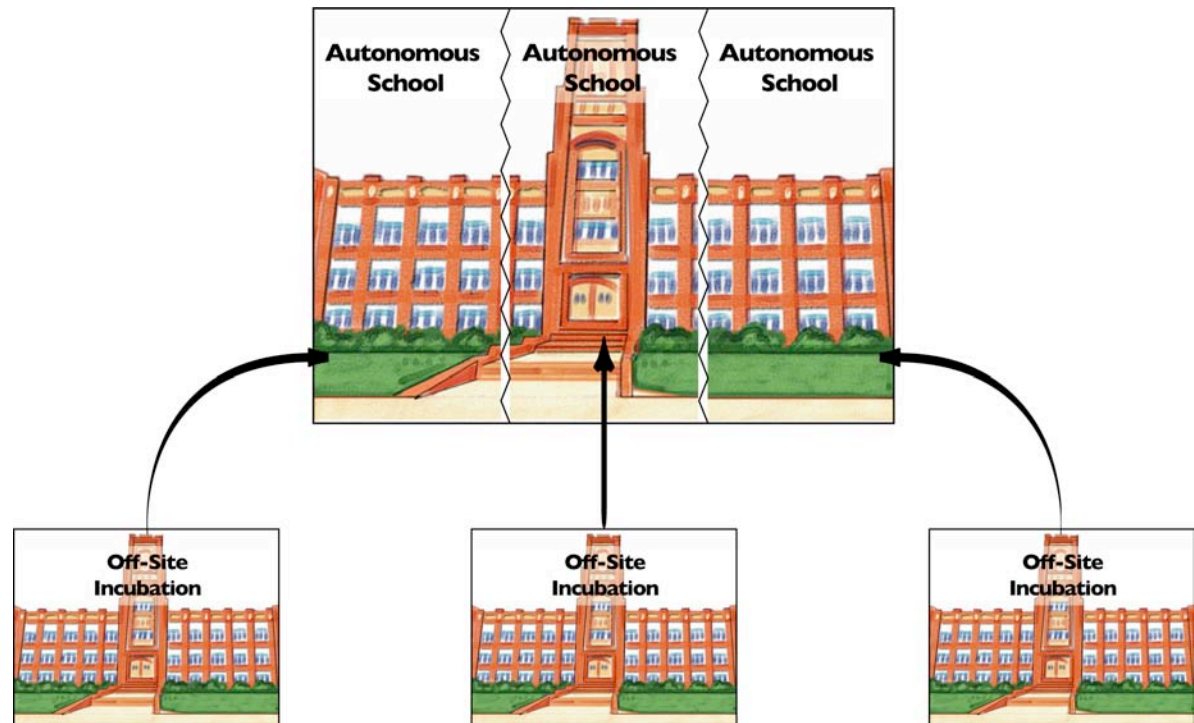 Autonomous
School
Autonomous
School
Autonomous
School
Off-Site
Incubation
Off-Site
Incubation
Off-Site
Incubation